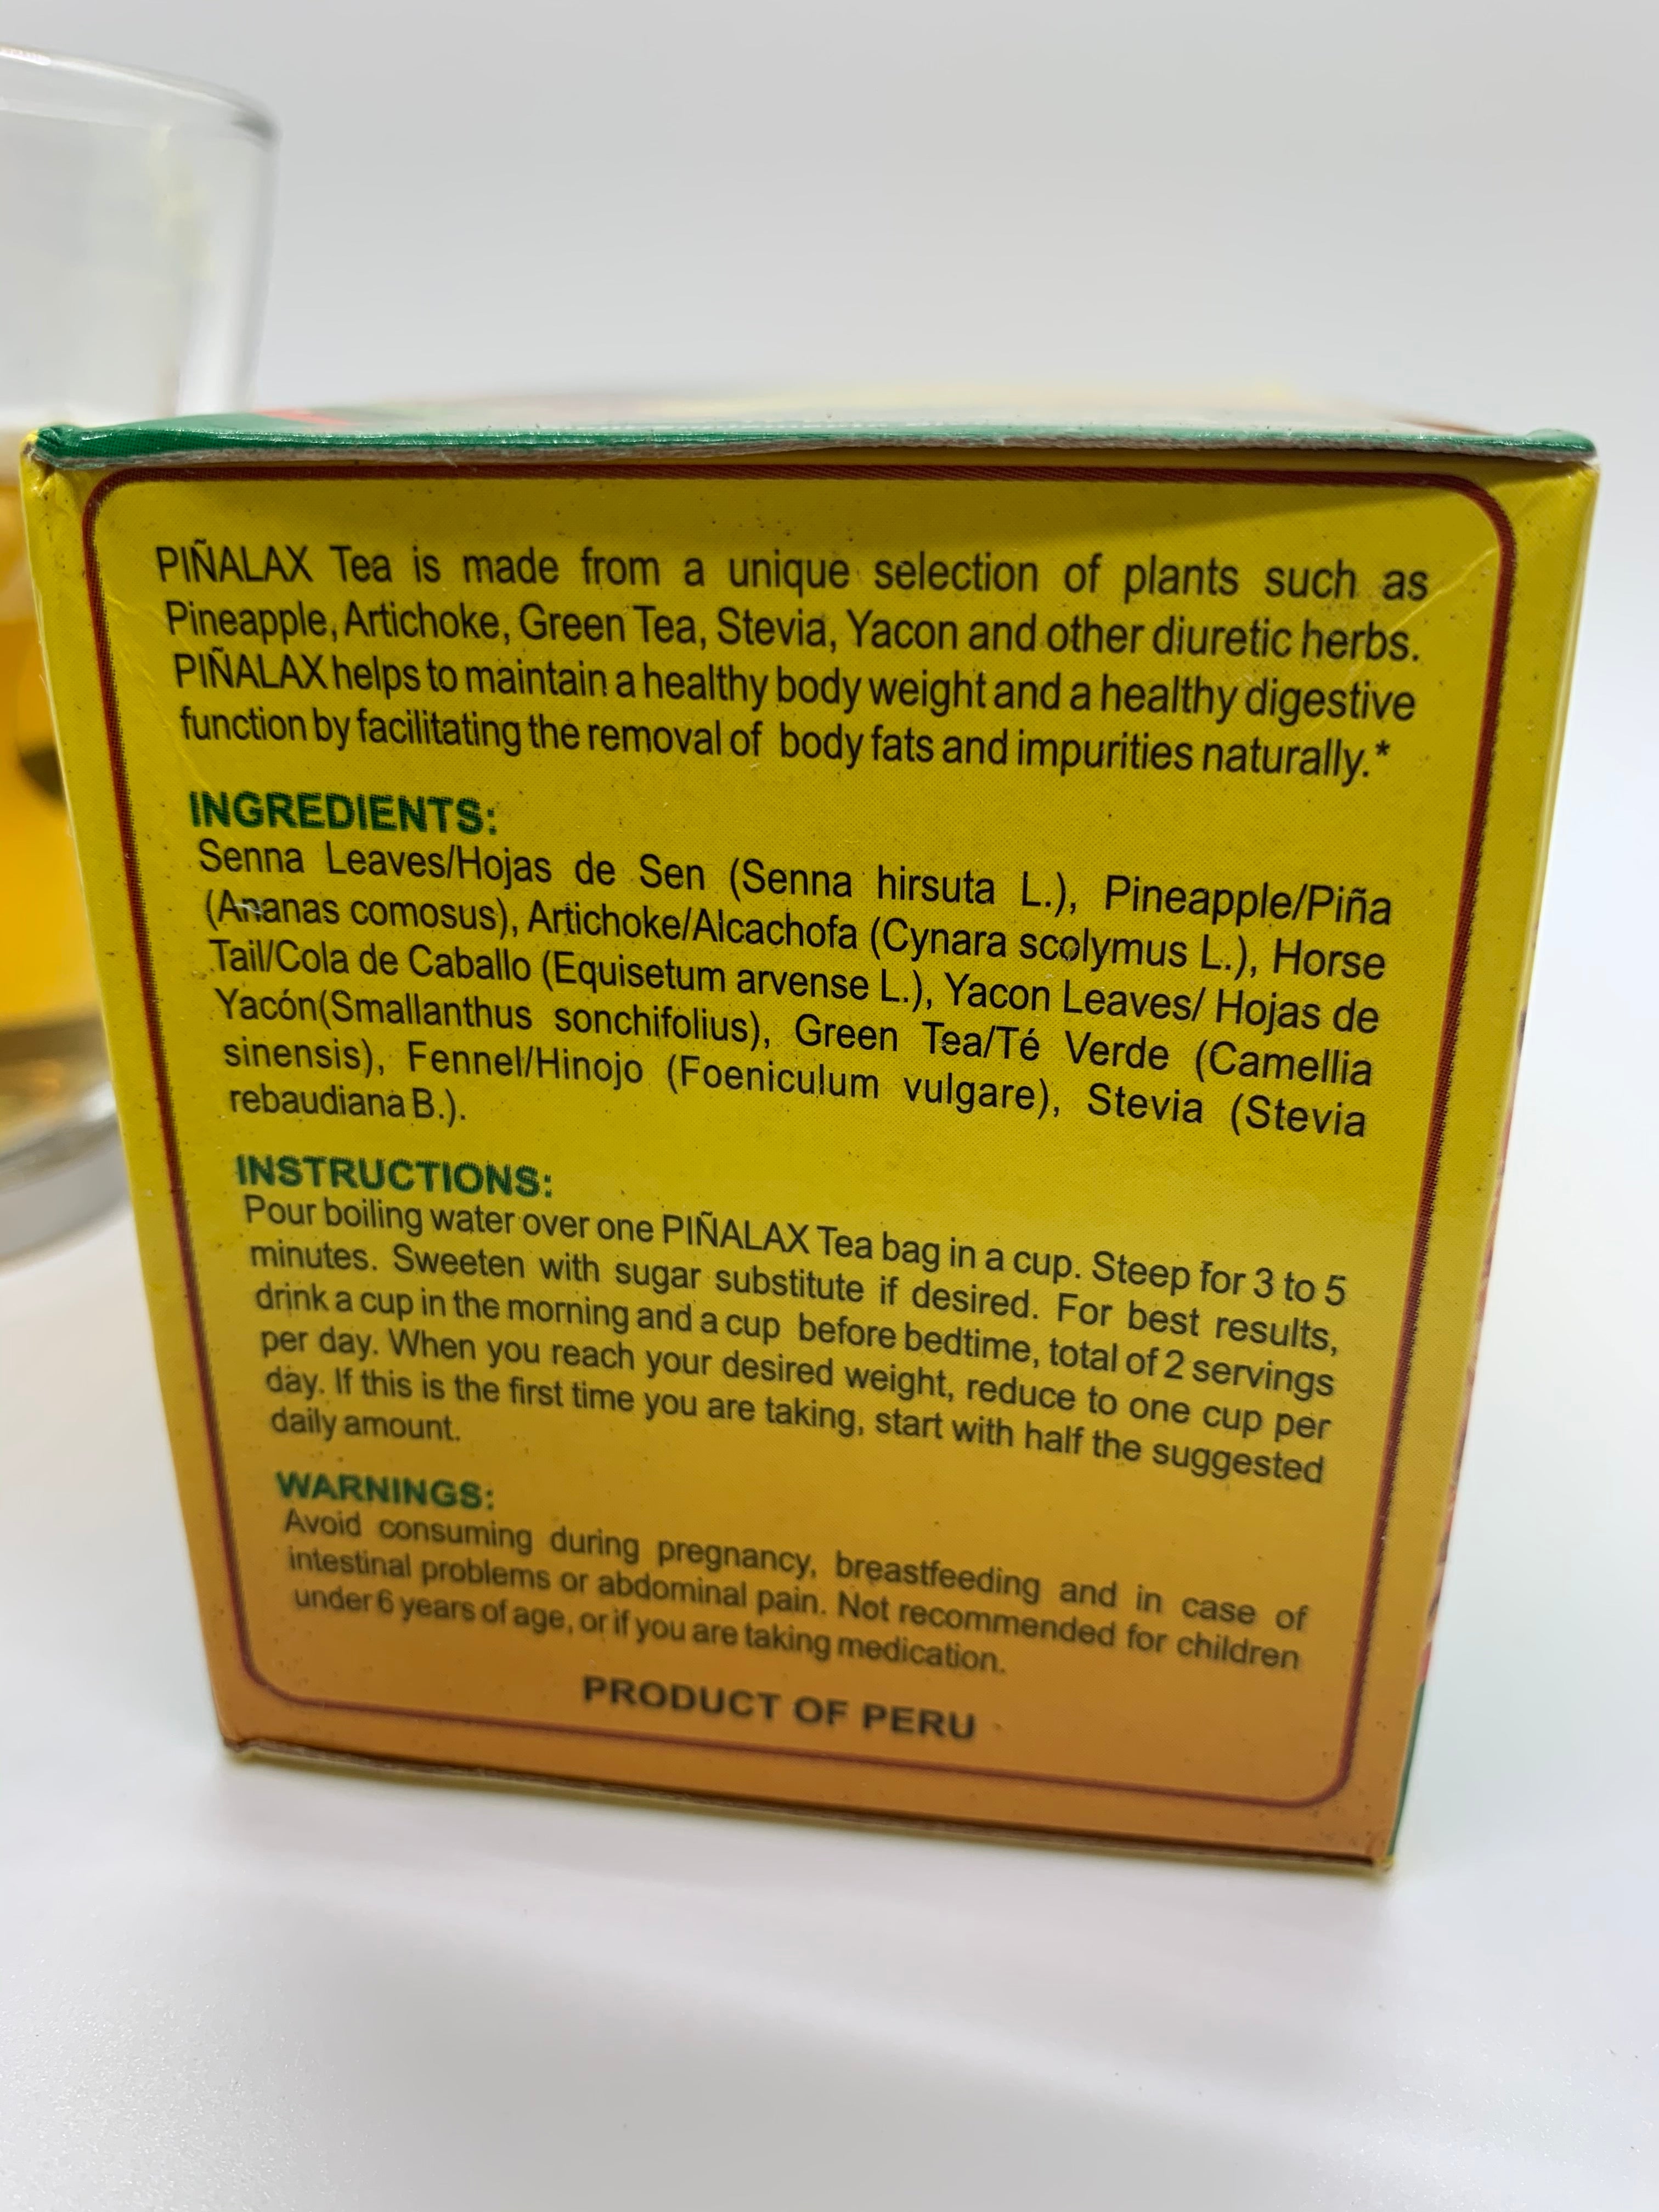 PIÑALAX Tea is made from a unique selection of plants such as
Pineapple, Artichoke, Green Tea, Stevia, Yacon and other diuretic herbs.
PIÑALAX helps to maintain a healthy body weight and a healthy digestive
function by facilitating the removal of body fats and impurities naturally.*
INGREDIENTS:
Senna Leaves/Hojas de Sen (Senna hirsuta L.), Pineapple/Piña
(Ananas comosus), Artichoke/Alcachofa (Cynara scolymus L.), Horse
Tail/Cola de Caballo (Equisetum arvense L.), Yacon Leaves/ Hojas de
Yacón(Smallanthus sonchifolius), Green Tea/Té Verde (Camellia
sinensis), Fennel/Hinojo (Foeniculum vulgare), Stevia (Stevia
rebaudiana B.).
INSTRUCTIONS:
Pour boiling water over one PIÑALAX Tea bag in a cup. Steep for 3 to 5
minutes. Sweeten with sugar substitute if desired. For best results,
drink a cup in the morning and a cup before bedtime, total of 2 servings
per day. When you reach your desired weight, reduce to one cup per
day. If this is the first time you are taking, start with half the suggested
daily amount.
WARNINGS:
Avoid consuming during pregnancy, breastfeeding and in case of
intestinal problems or abdominal pain. Not recommended for children
under 6 years of age, or if you are taking medication.
PRODUCT OF PERU